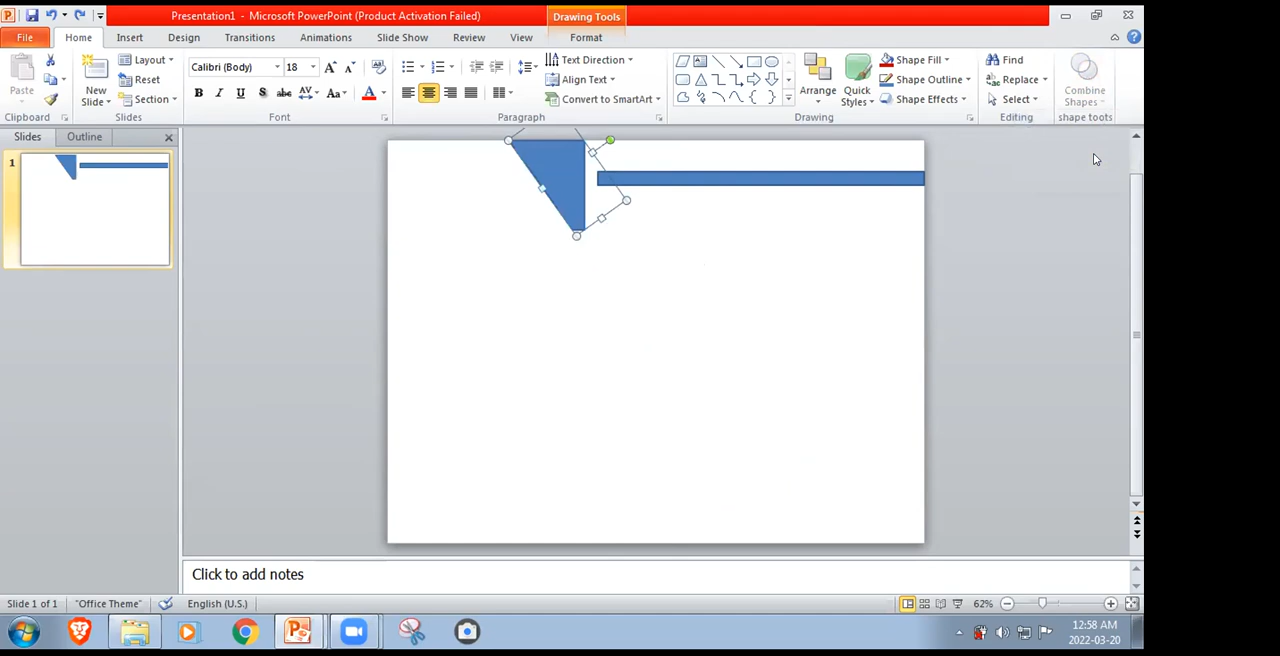 Presentation1 - Microsoft PowerPoint (Product Activation Failed)
Drawing Tools
File Home Insert Design Transitions Animations Slide Show Review View Format
Paste
Clipboard
New Slide
Layout
Reset
Section
Slides
Calibri (Body) 18
B I U S abc AV Aa A
Font
Text Direction
Align Text
Convert to SmartArt
Paragraph
Arrange
Quick Styles
Shape Fill
Shape Outline
Shape Effects
Drawing
Find
Replace
Select
Editing
Combine Shapes
shape tools
Slides Outline
1
Click to add notes
Slide 1 of 1 "Office Theme" English (U.S.) 62%
12:58 AM
2022-03-20